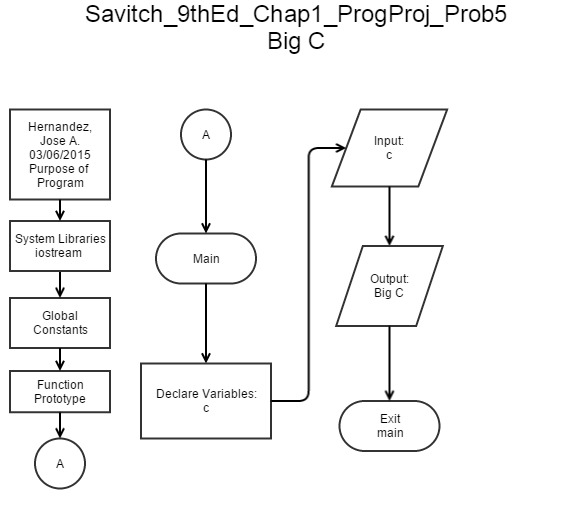 Savitch_9thEd_Chap1_ProgProj_Prob5
Big C
Hernandez,
Jose A.
03/06/2015
Purpose of
Program
System Libraries
iostream
Global
Constants
Function
Prototype
A
A
Main
Declare Variables:
c
Input:
c
Output:
Big C
Exit
main